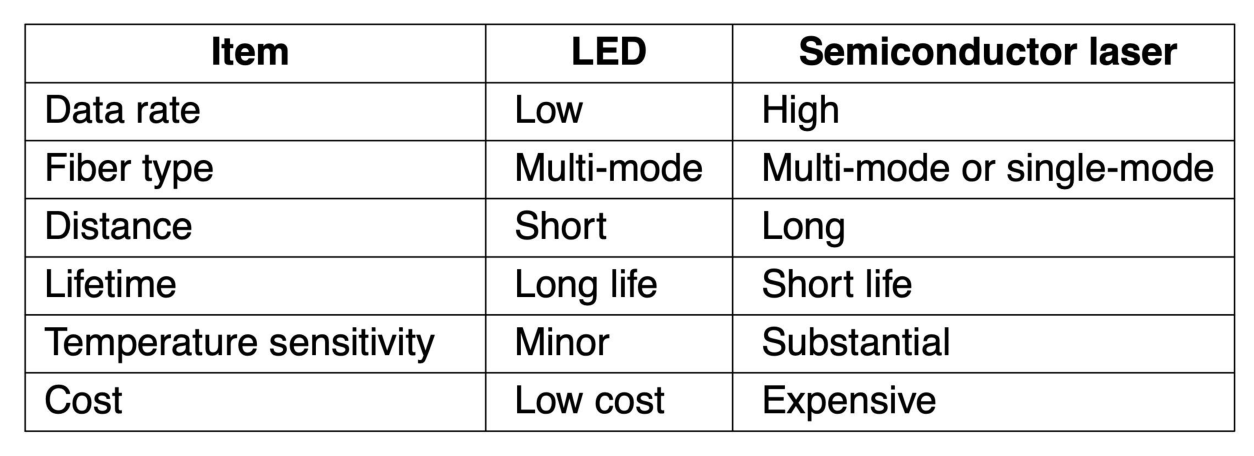 Item LED Semiconductor laser
Data rate Low High
Fiber type Multi-mode Multi-mode or single-mode
Distance Short Long
Lifetime Long life Short life
Temperature sensitivity Minor Substantial
Cost Low cost Expensive